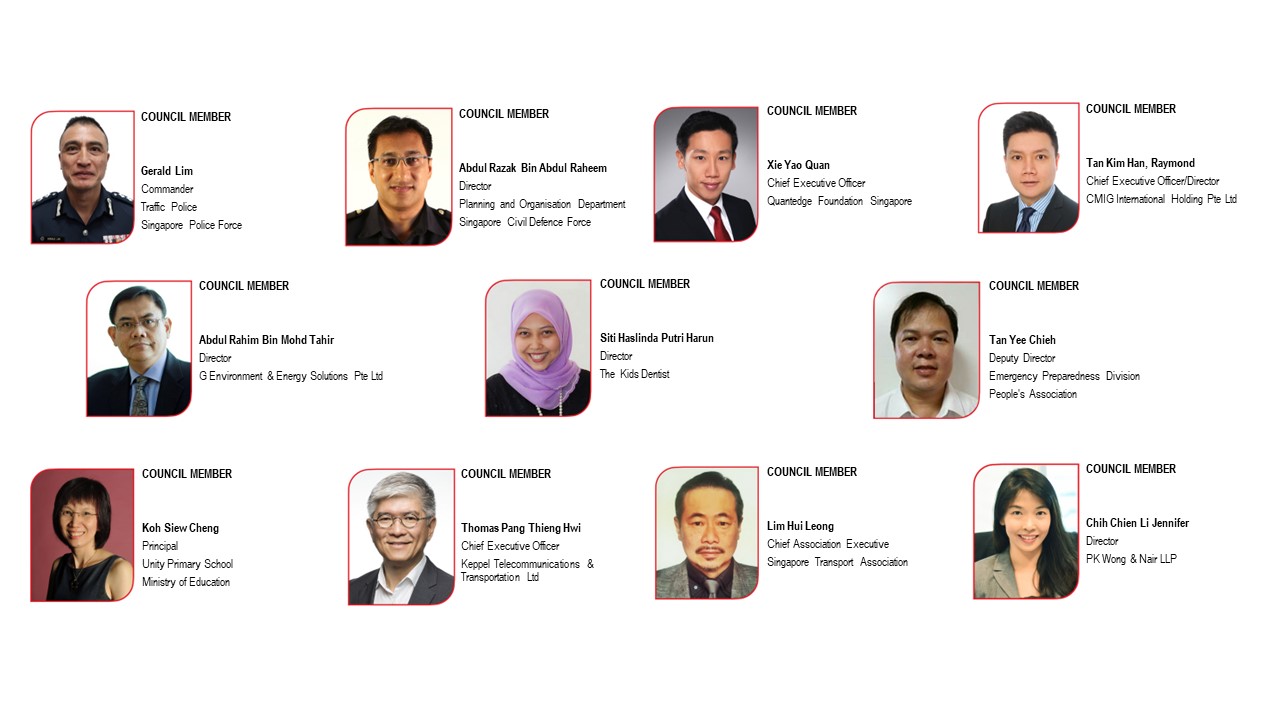 COUNCIL MEMBER
Gerald Lim
Commander
Traffic Police
Singapore Police Force
COUNCIL MEMBER
Abdul Razak Bin Abdul Raheem
Director
Planning and Organisation Department
Singapore Civil Defence Force
COUNCIL MEMBER
Xie Yao Quan
Chief Executive Officer
Quantedge Foundation Singapore
COUNCIL MEMBER
Tan Kim Han, Raymond
Chief Executive Officer/Director
CMIG International Holding Pte Ltd
COUNCIL MEMBER
Abdul Rahim Bin Mohd Tahir
Director
G Environment & Energy Solutions Pte Ltd
COUNCIL MEMBER
Siti Haslinda Putri Harun
Director
The Kids Dentist
COUNCIL MEMBER
Tan Yee Chieh
Deputy Director
Emergency Preparedness Division
People's Association
COUNCIL MEMBER
Koh Siew Cheng
Principal
Unity Primary School
Ministry of Education
COUNCIL MEMBER
Thomas Pang Thieng Hwi
Chief Executive Officer
Keppel Telecommunications &
Transportation Ltd
COUNCIL MEMBER
Lim Hui Leong
Chief Association Executive
Singapore Transport Association
COUNCIL MEMBER
Chih Chien Li Jennifer
Director
PK Wong & Nair LLP